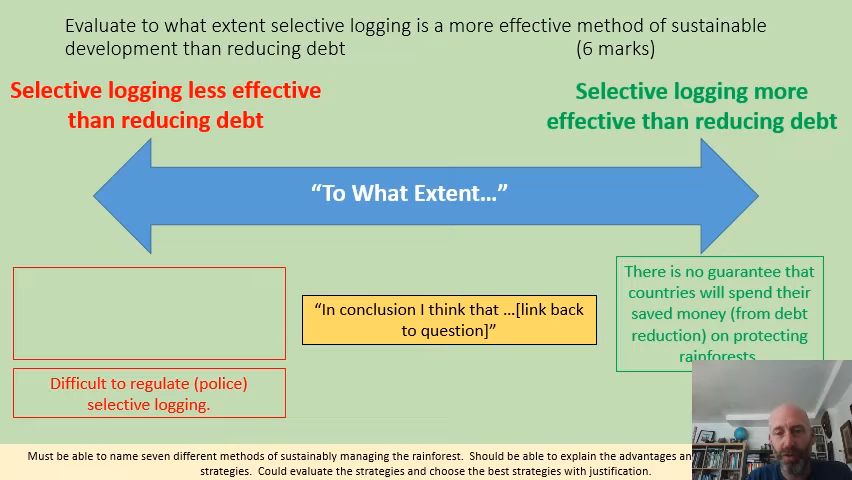 Evaluate to what extent selective logging is a more effective method of sustainable
development than reducing debt (6 marks)
Selective logging less effective
than reducing debt
Selective logging more
effective than reducing debt
“To What Extent…”
There is no guarantee that
countries will spend their
saved money (from debt
reduction) on protecting
rainforests
“In conclusion I think that …[link back
to question]”
Difficult to regulate (police)
selective logging.
Must be able to name seven different methods of sustainably managing the rainforest. Should be able to explain the advantages an
strategies. Could evaluate the strategies and choose the best strategies with justification.